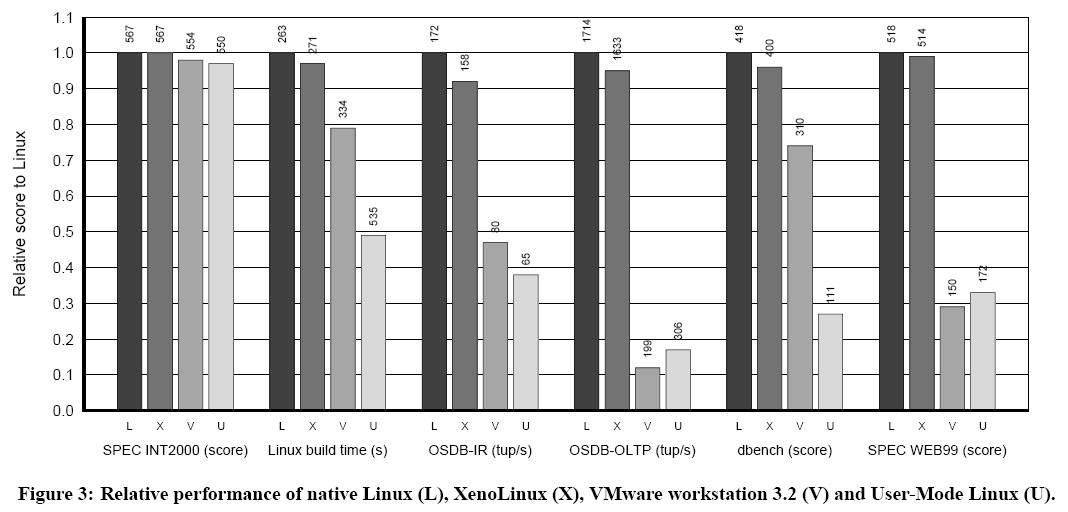 1.1
1.0
0.9
0.8
0.7
0.6
0.5
0.4
0.3
0.2
0.1
0.0
Relative score to Linux
567 567 554 550
263 271 334 535
172 158 80 65
1714 1633 199 306
418 400 310 111
518 514 150 172
L X V U L X V U L X V U L X V U L X V U L X V U
SPEC INT2000 (score) Linux build time (s) OSDB-IR (tup/s) OSDB-OLTP (tup/s) dbench (score) SPEC WEB99 (score)
Figure 3: Relative performance of native Linux (L), XenoLinux (X), VMware workstation 3.2 (V) and User-Mode Linux (U).